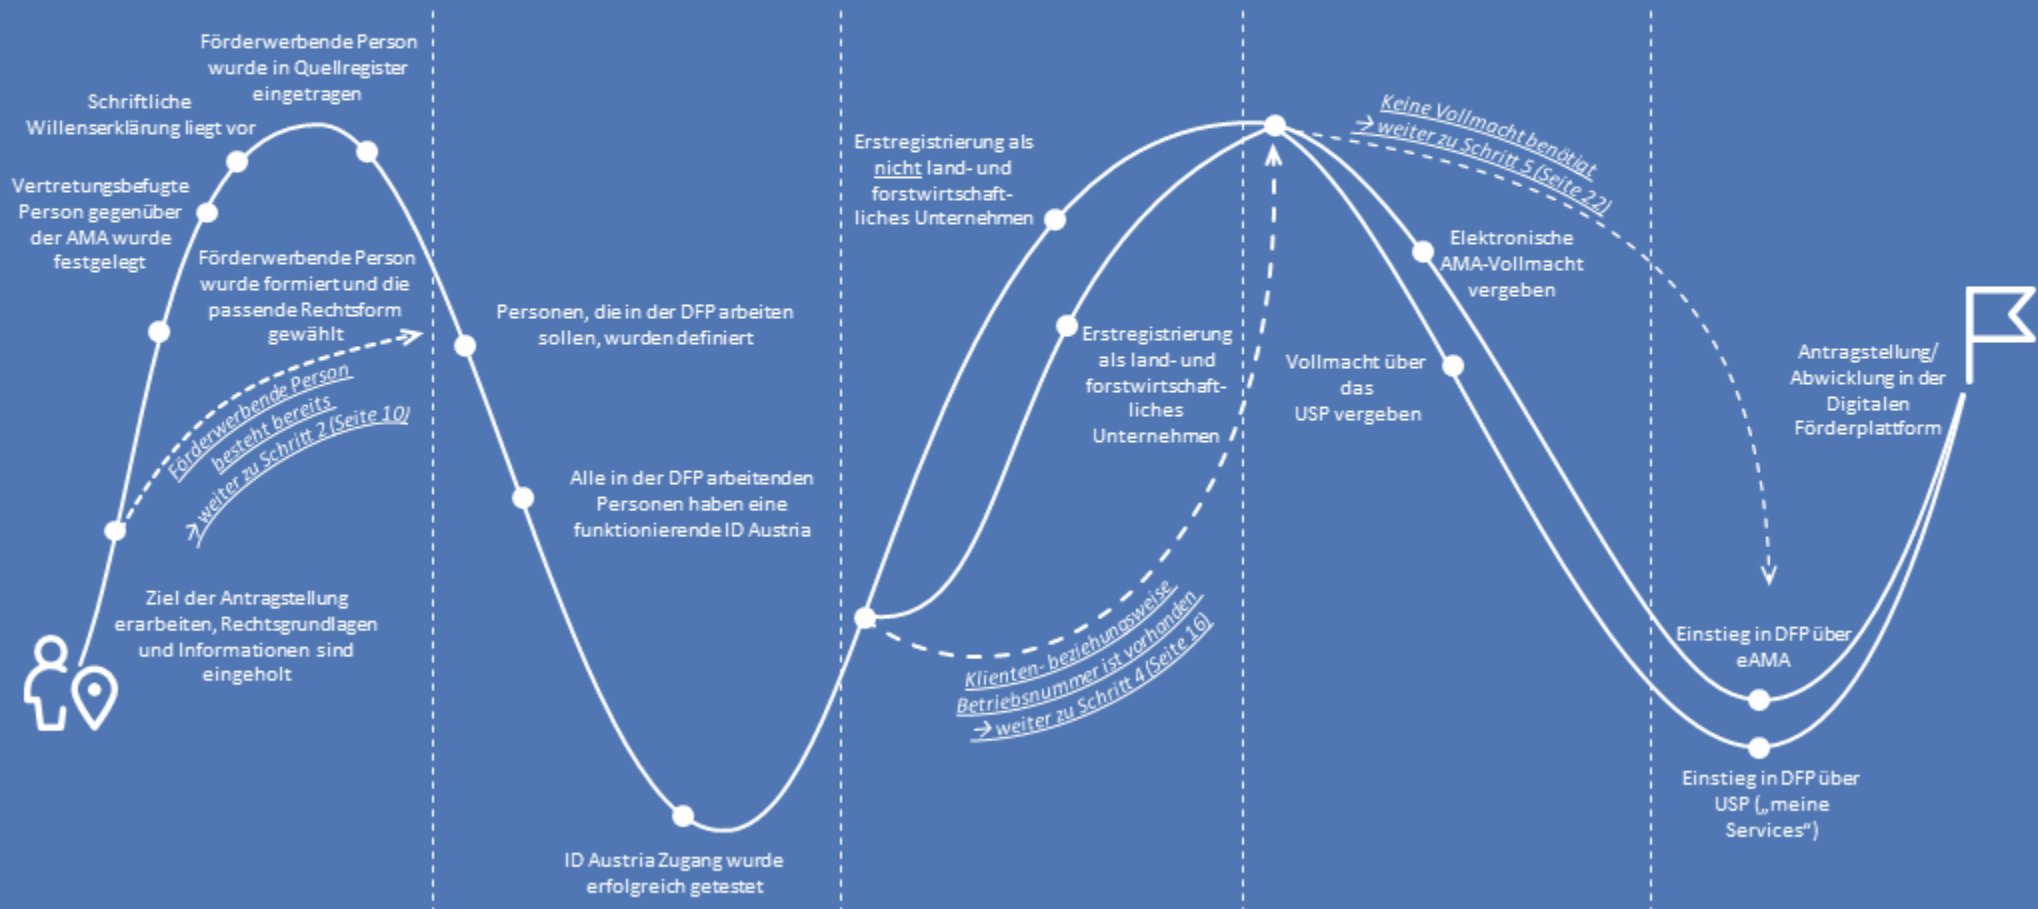 Förderwerbende Person
wurde in Quellregister
eingetragen
Schriftliche
Willenserklärung liegt vor
Vertretungsbefugte
Person gegenüber
der AMA wurde
festgelegt
Förderwerbende Person
wurde formiert und die
passende Rechtsform
gewählt
Förderwerbende Person
besteht bereits
→ weiter zu Schritt 2 (Seite 10)
Ziel der Antragstellung
erarbeiten, Rechtsgrundlagen
und Informationen sind
eingeholt
Personen, die in der DFP arbeiten
sollen, wurden definiert
Alle in der DFP arbeitenden
Personen haben eine
funktionierende ID Austria
ID Austria Zugang wurde
erfolgreich getestet
Erstregistrierung als
nicht land- und
forstwirtschaft-
liches Unternehmen
Erstregistrierung
als land- und
forstwirtschaft-
liches
Unternehmen
Klienten- beziehungsweise
Betriebsnummer ist vorhanden
→ weiter zu Schritt 4 (Seite 16)
Keine Vollmacht benötigt
→ weiter zu Schritt 5 (Seite 22)
Elektronische
AMA-Vollmacht
vergeben
Vollmacht über
das
USP vergeben
Antragstellung/
Abwicklung in der
Digitalen
Förderplattform
Einstieg in DFP über
eAMA
Einstieg in DFP über
USP („meine
Services“)